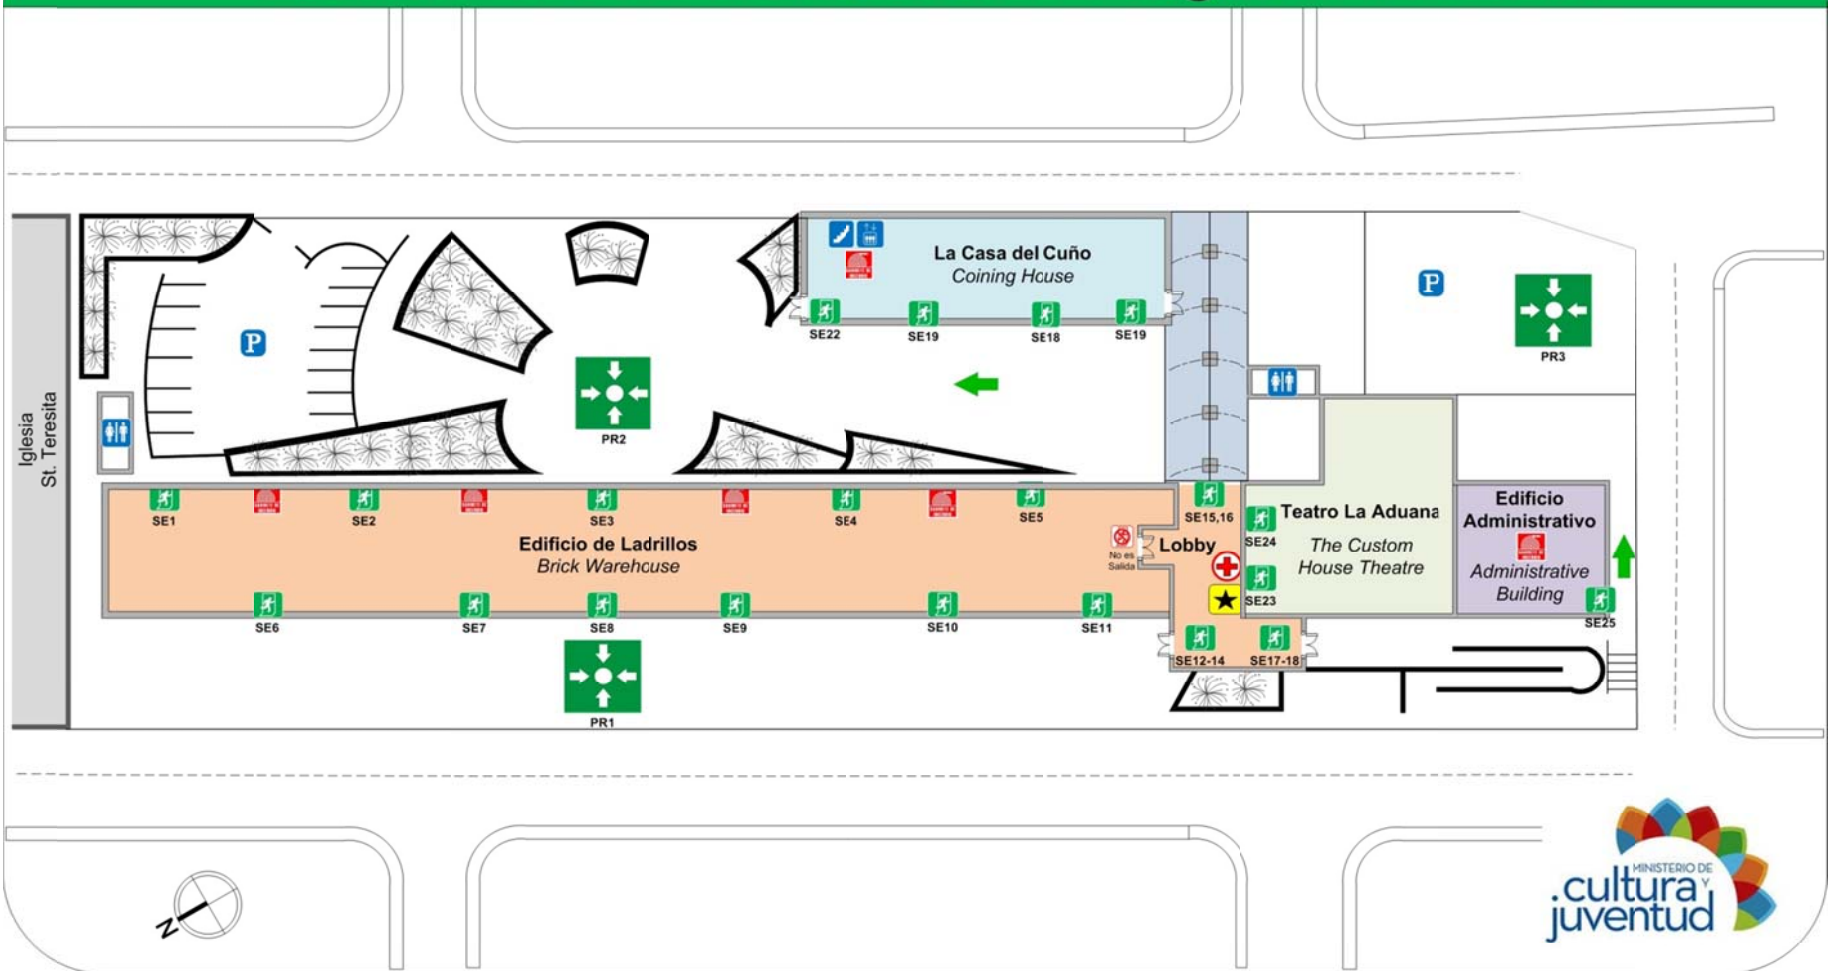 Iglesia
St. Teresita
P
La Casa del Cuño
Coining House
SE22
SE19
SE18
SE19
P
PR3
PR2
SE1
SE2
SE3
SE4
SE5
Edificio de Ladrillos
Brick Warehouse
No es
Salida
SE15,16
Lobby
SE24
SE23
Teatro La Aduana
The Custom
House Theatre
Edificio
Administrativo
Administrative
Building
SE25
SE6
SE7
SE8
SE9
SE10
SE11
SE12-14
SE17-18
PR1
N
MINISTERIO DE
cultura Y
juventud